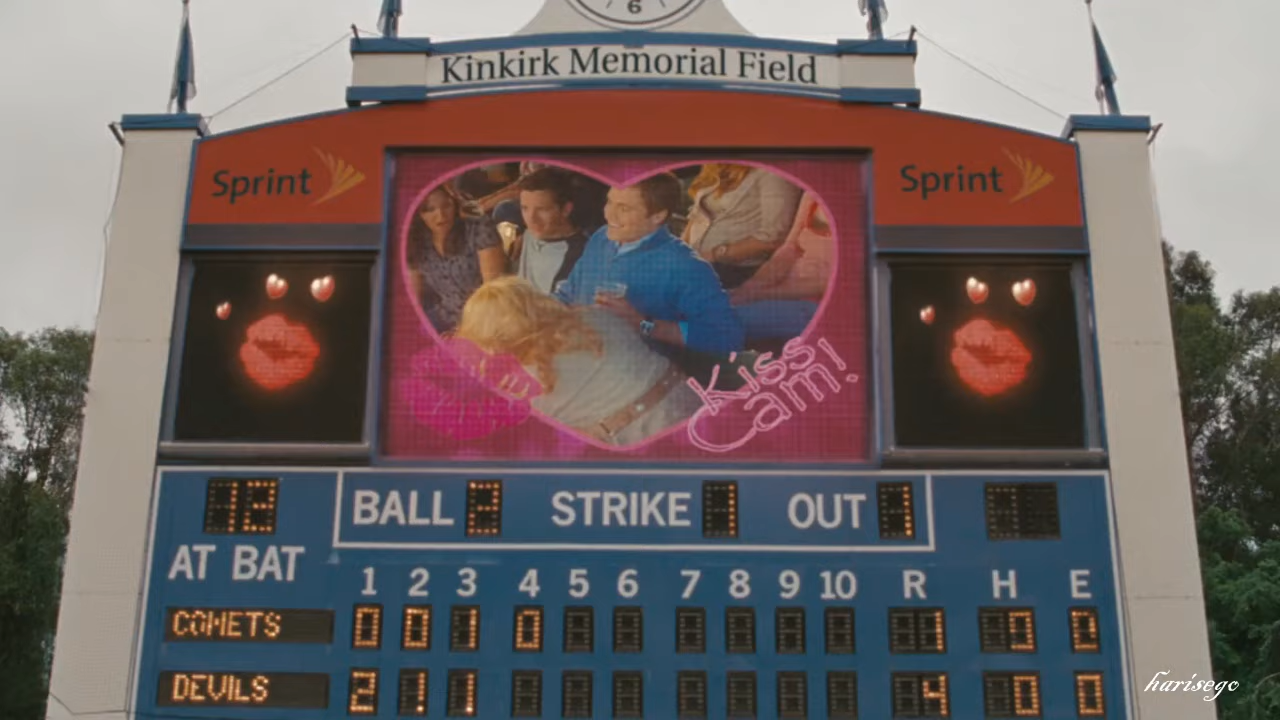 6
Kinkirk Memorial Field
Sprint
Sprint
Kiss
Cam!
BALL 2 STRIKE 1 OUT 1
AT BAT
1 2 3 4 5 6 7 8 9 10 R H E
COMETS 0 0 1 0 1 0 0
DEVILS 2 1 1 4 0 0
harisego